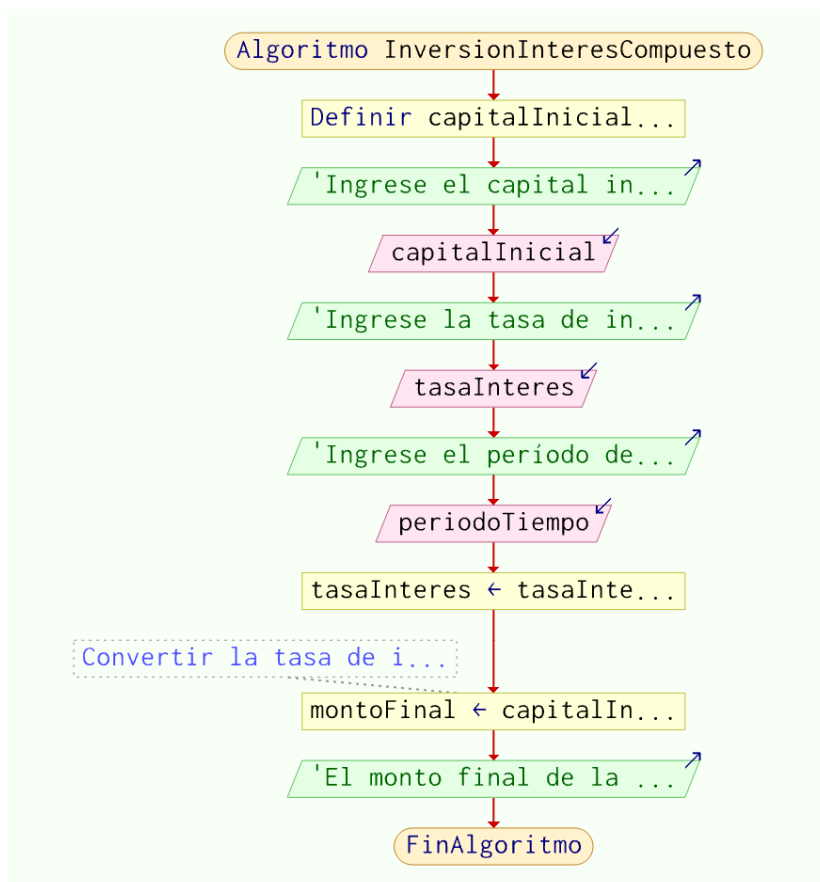 Algoritmo InversionInteresCompuesto
Definir capitalInicial...
'Ingrese el capital in...
capitalInicial
'Ingrese la tasa de in...
tasaInteres
'Ingrese el período de...
periodoTiempo
tasaInteres ← tasaInte...
Convertir la tasa de i...
montoFinal ← capitalIn...
'El monto final de la ...
FinAlgoritmo